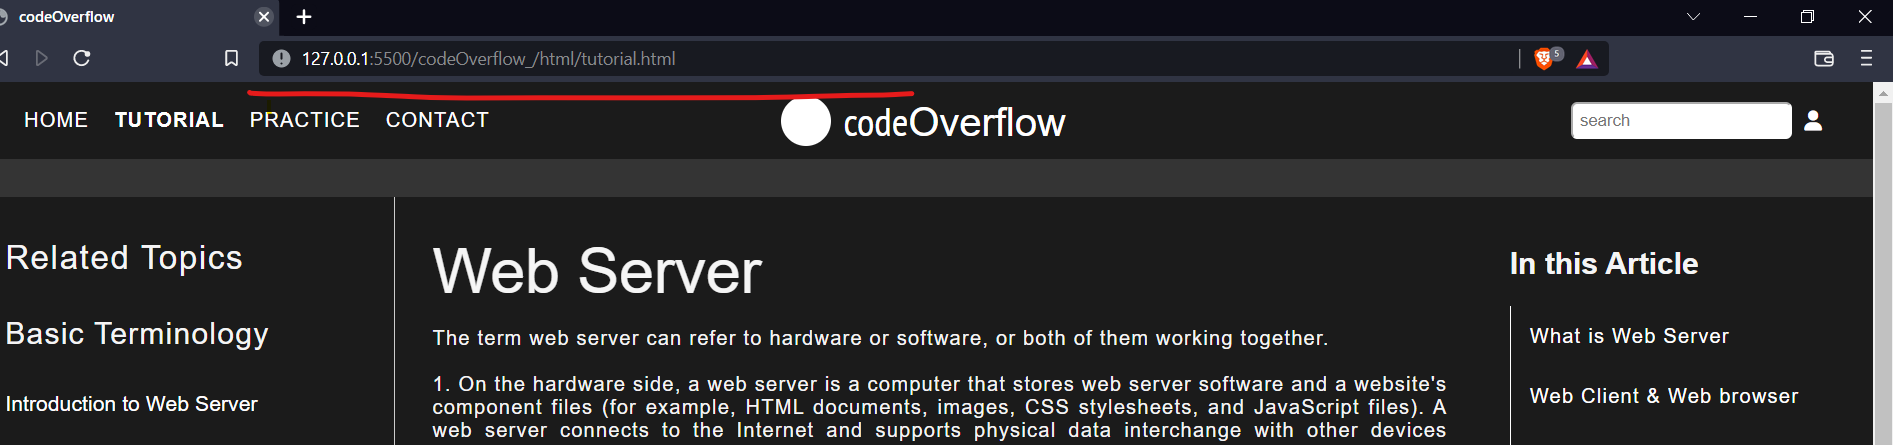 codeOverflow
127.0.0.1:5500/codeOverflow_/html/tutorial.html
5
HOME TUTORIAL PRACTICE CONTACT
codeOverflow
search
Related Topics
Basic Terminology
Introduction to Web Server
Web Server
The term web server can refer to hardware or software, or both of them working together.
1. On the hardware side, a web server is a computer that stores web server software and a website's
component files (for example, HTML documents, images, CSS stylesheets, and JavaScript files). A
web server connects to the Internet and supports physical data interchange with other devices
In this Article
What is Web Server
Web Client & Web browser